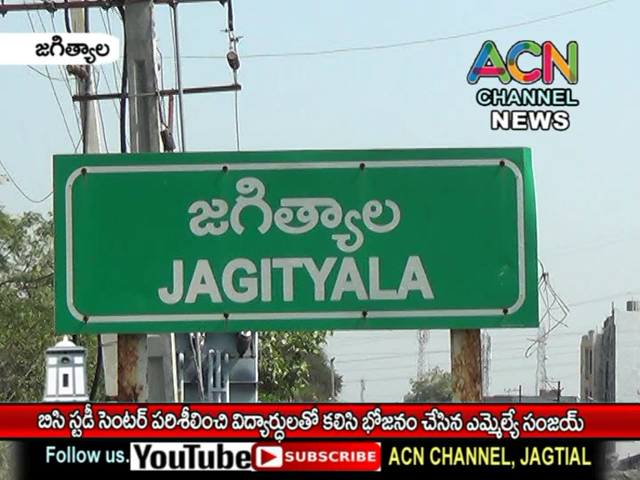 జగిత్యాల
ACN
CHANNEL
NEWS
జగిత్యాల
JAGITYALA
బిసి స్టడీ సెంటర్ పరిశీలించి విద్యార్థులతో కలిసి భోజనం చేసిన ఎమ్మెల్యే సంజయ్
Follow us. YouTube SUBSCRIBE ACN CHANNEL, JAGTIAL